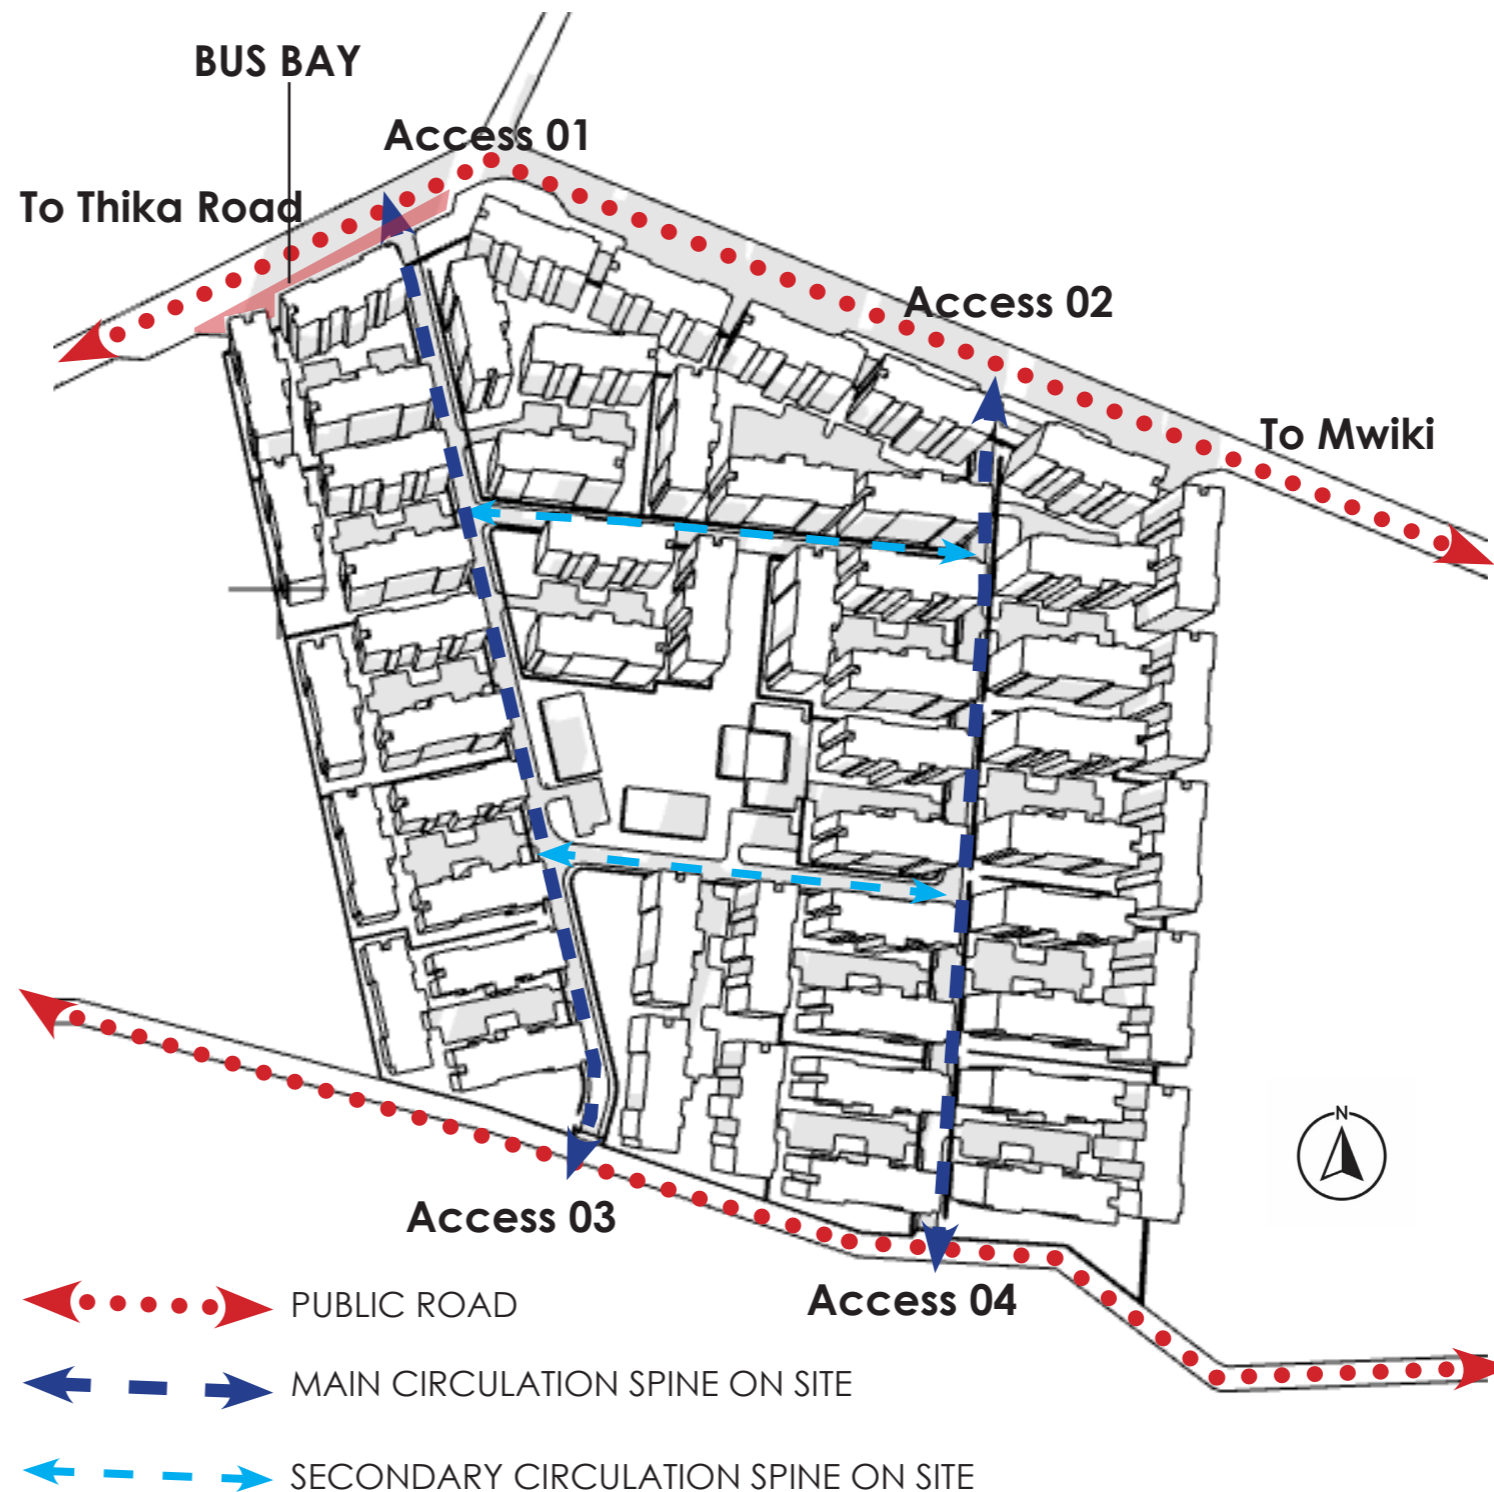 BUS BAY
Access 01
To Thika Road
Access 02
To Mwiki
N
Access 03
Access 04
PUBLIC ROAD
MAIN CIRCULATION SPINE ON SITE
SECONDARY CIRCULATION SPINE ON SITE